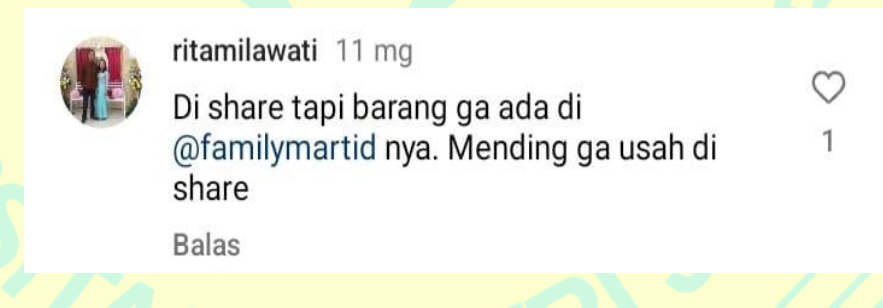 ritamilawati 11 mg
Di share tapi barang ga ada di
@familymartid nya. Mending ga usah di
share
1
Balas